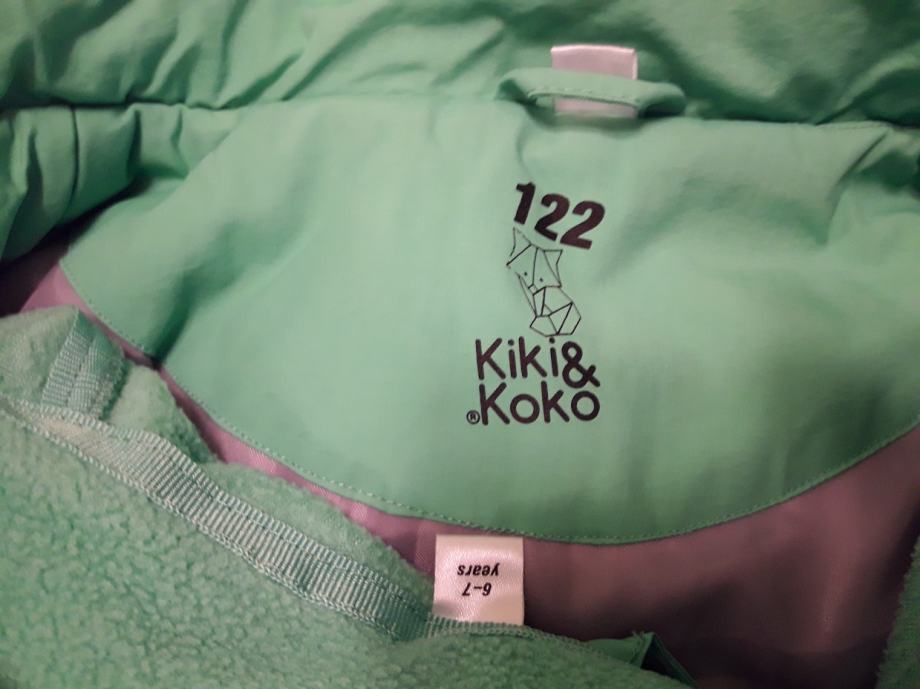 122
Kiki&
®Koko
6-7
years